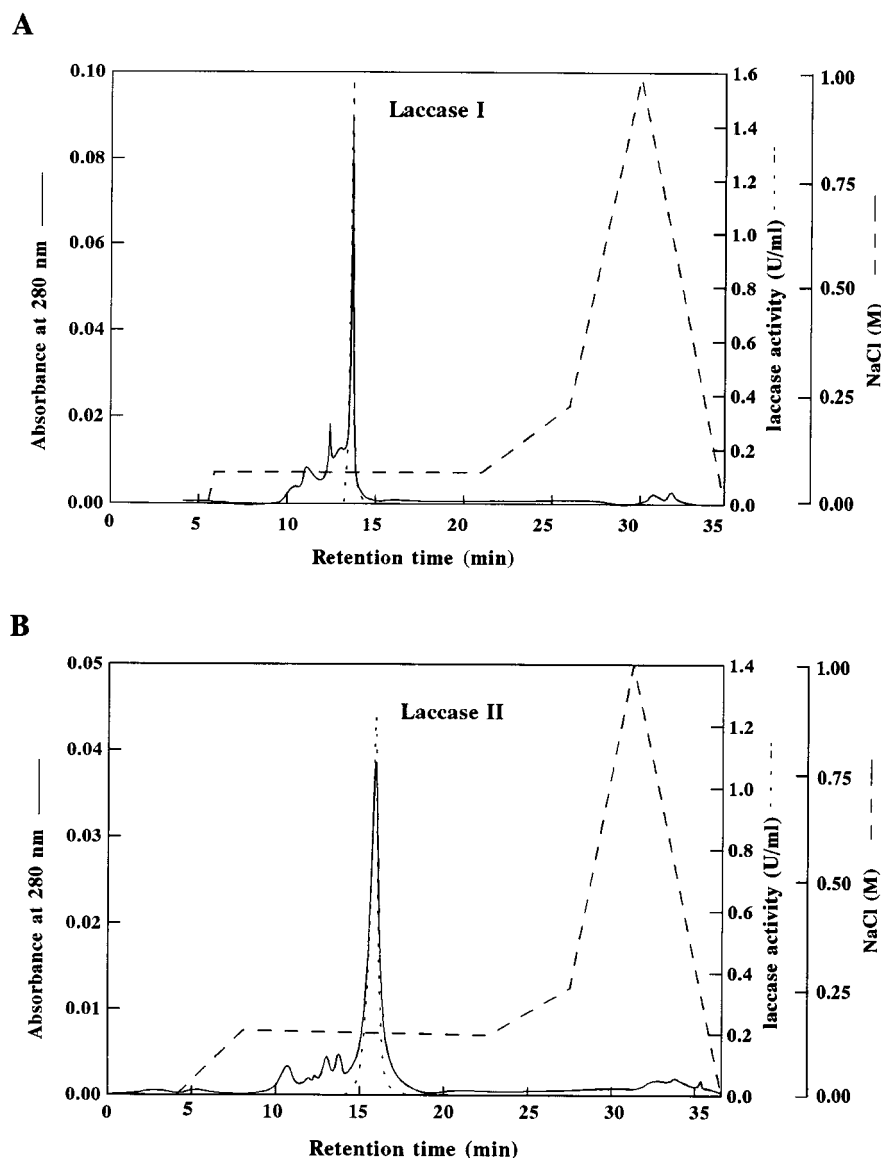 A
Laccase I
Absorbance at 280 nm
0.10
0.08
0.06
0.04
0.02
0.00
0 5 10 15 20 25 30 35
Retention time (min)
1.6
1.4
1.2
1.0
0.8
0.6
0.4
0.2
0.0
laccase activity (U/ml)
1.00
0.75
0.50
0.25
0.00
NaCl (M)
B
Laccase II
Absorbance at 280 nm
0.05
0.04
0.03
0.02
0.01
0.00
0 5 10 15 20 25 30 35
Retention time (min)
1.4
1.2
1.0
0.8
0.6
0.4
0.2
0.0
laccase activity (U/ml)
1.00
0.75
0.50
0.25
0.00
NaCl (M)